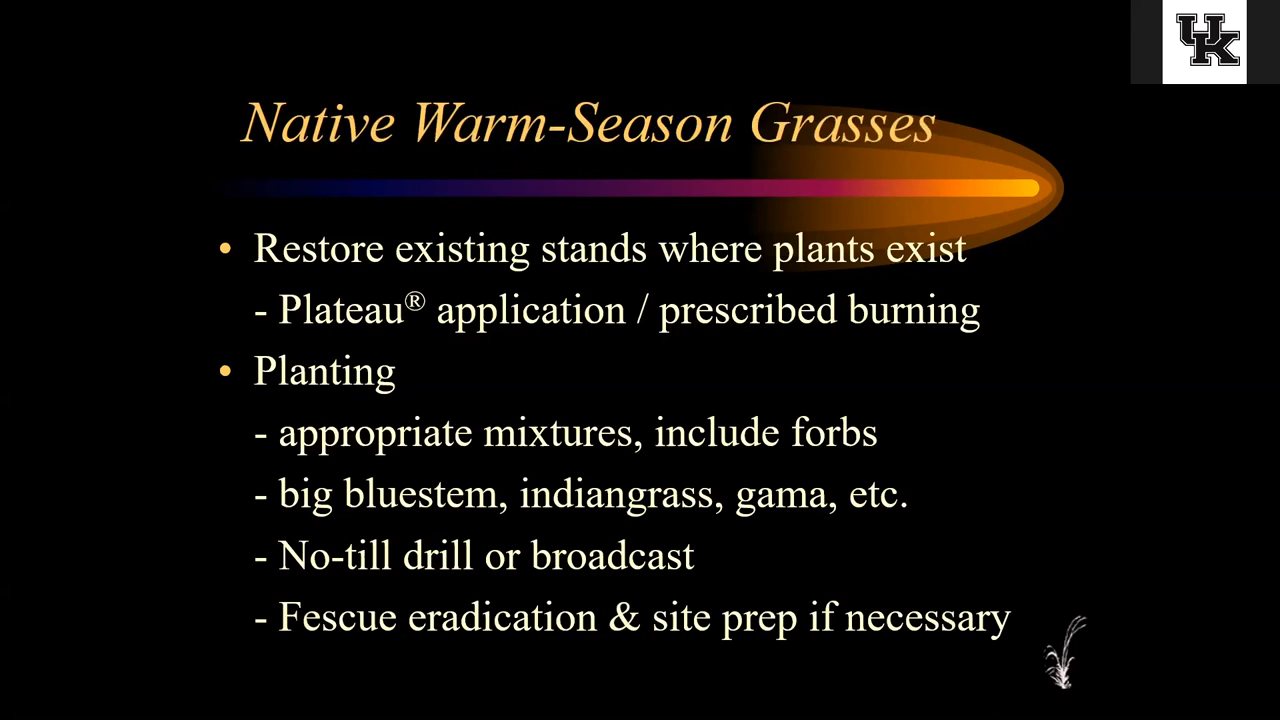 UK
Native Warm-Season Grasses
• Restore existing stands where plants exist
- Plateau® application / prescribed burning
• Planting
- appropriate mixtures, include forbs
- big bluestem, indiangrass, gama, etc.
- No-till drill or broadcast
- Fescue eradication & site prep if necessary